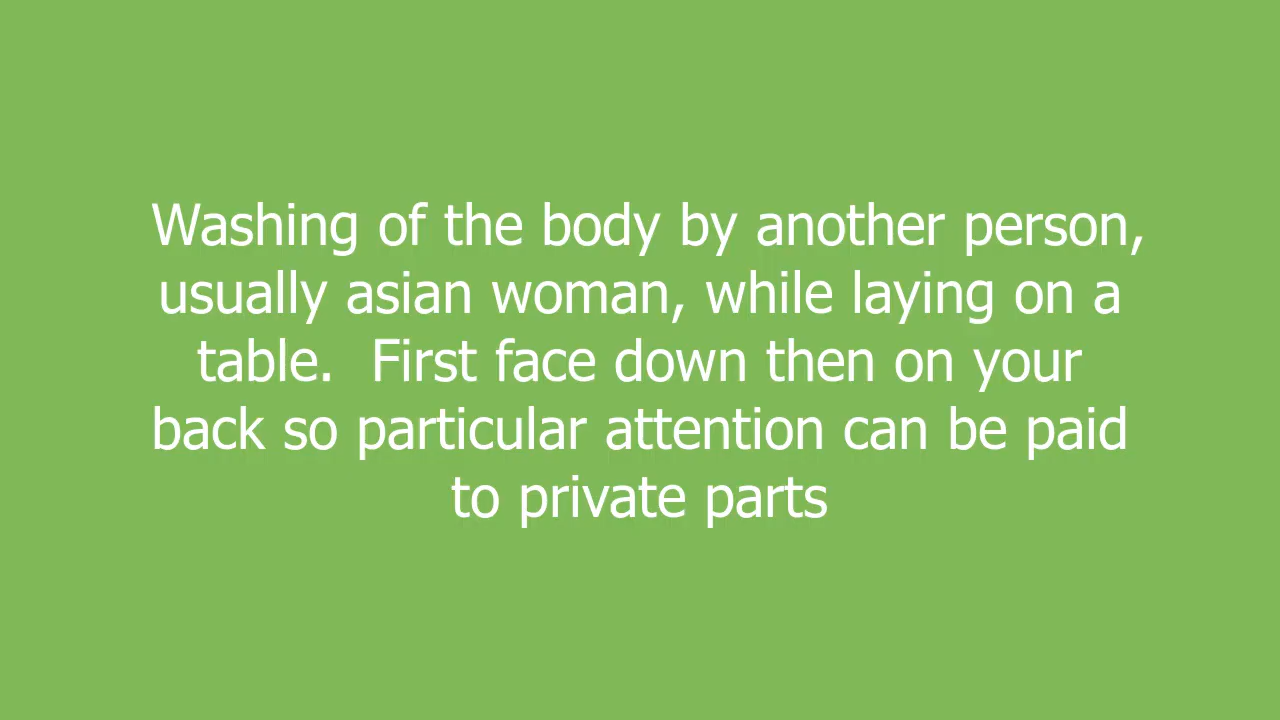 Washing of the body by another person,
usually asian woman, while laying on a
table.  First face down then on your
back so particular attention can be paid
to private parts